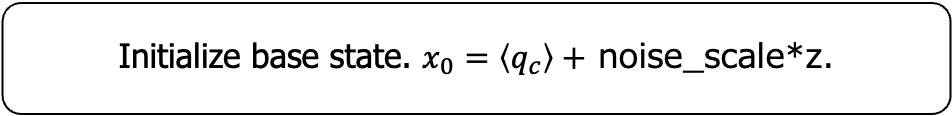 Initialize base state. x₀ = ⟨q_c⟩ + noise_scale*z.